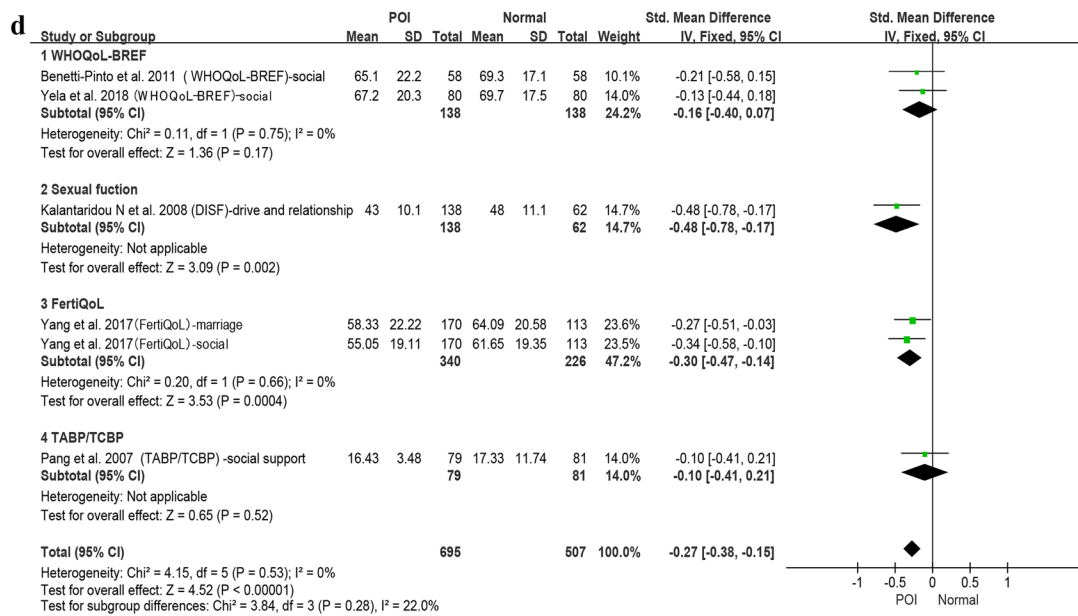 d
POI Normal Std. Mean Difference Std. Mean Difference
Study or Subgroup Mean SD Total Mean SD Total Weight IV, Fixed, 95% CI IV, Fixed, 95% CI
1 WHOQoL-BREF
Benetti-Pinto et al. 2011 ( WHOQoL-BREF)-social 65.1 22.2 58 69.3 17.1 58 10.1% -0.21 [-0.58, 0.15]
Yela et al. 2018 (WHOQoL-BREF)-social 67.2 20.3 80 69.7 17.5 80 14.0% -0.13 [-0.44, 0.18]
Subtotal (95% CI) 138 138 24.2% -0.16 [-0.40, 0.07]
Heterogeneity: Chi² = 0.11, df = 1 (P = 0.75); I² = 0%
Test for overall effect: Z = 1.36 (P = 0.17)
2 Sexual fuction
Kalantaridou N et al. 2008 (DISF)-drive and relationship 43 10.1 138 48 11.1 62 14.7% -0.48 [-0.78, -0.17]
Subtotal (95% CI) 138 62 14.7% -0.48 [-0.78, -0.17]
Heterogeneity: Not applicable
Test for overall effect: Z = 3.09 (P = 0.002)
3 FertiQoL
Yang et al. 2017(FertiQoL)-marriage 58.33 22.22 170 64.09 20.58 113 23.6% -0.27 [-0.51, -0.03]
Yang et al. 2017(FertiQoL)-social 55.05 19.11 170 61.65 19.35 113 23.5% -0.34 [-0.58, -0.10]
Subtotal (95% CI) 340 226 47.2% -0.30 [-0.47, -0.14]
Heterogeneity: Chi² = 0.20, df = 1 (P = 0.66); I² = 0%
Test for overall effect: Z = 3.53 (P = 0.0004)
4 TABP/TCBP
Pang et al. 2007 (TABP/TCBP) -social support 16.43 3.48 79 17.33 11.74 81 14.0% -0.10 [-0.41, 0.21]
Subtotal (95% CI) 79 81 14.0% -0.10 [-0.41, 0.21]
Heterogeneity: Not applicable
Test for overall effect: Z = 0.65 (P = 0.52)
Total (95% CI) 695 507 100.0% -0.27 [-0.38, -0.15]
Heterogeneity: Chi² = 4.15, df = 5 (P = 0.53); I² = 0%
Test for overall effect: Z = 4.52 (P < 0.00001)
Test for subgroup differences: Chi² = 3.84, df = 3 (P = 0.28), I² = 22.0%
-1 -0.5 0 0.5 1
POI Normal